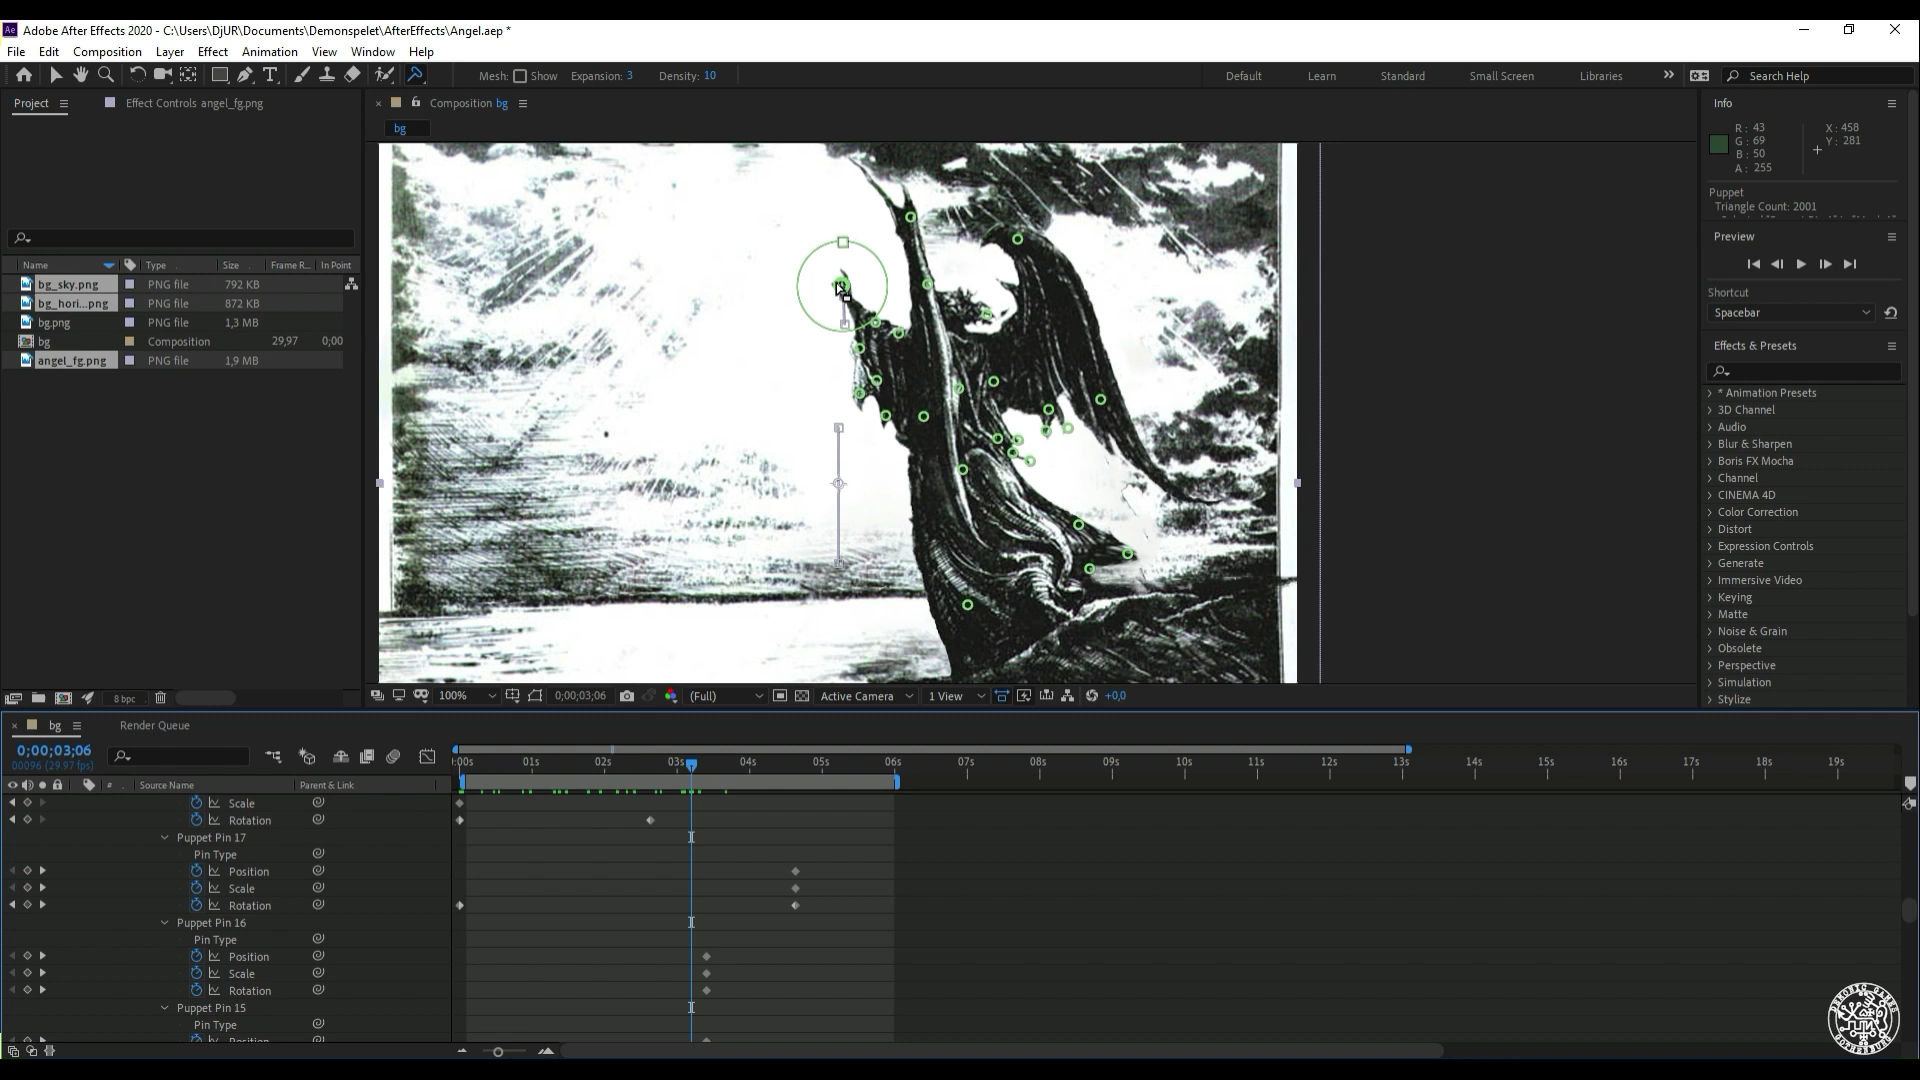 Ae Adobe After Effects 2020 - C:\Users\DjUR\Documents\Demonspelet\AfterEffects\Angel.aep *
File Edit Composition Layer Effect Animation View Window Help
Mesh: Show Expansion: 3 Density: 10 Default Learn Standard Small Screen Libraries Search Help
Project Effect Controls angel_fg.png
Composition bg
bg
Info
R: 43
G: 69
B: 50
A: 255
X: 458
Y: 281
Puppet
Triangle Count: 2001
Preview
Shortcut
Spacebar
Effects & Presets
Name Type Size Frame R... In Point
bg_sky.png PNG file 792 KB
bg_hori...png PNG file 872 KB
bg.png PNG file 1,3 MB
bg Composition 29,97 0;00
angel_fg.png PNG file 1,9 MB
* Animation Presets
3D Channel
Audio
Blur & Sharpen
Boris FX Mocha
Channel
CINEMA 4D
Color Correction
Distort
Expression Controls
Generate
Immersive Video
Keying
Matte
Noise & Grain
Obsolete
Perspective
Simulation
Stylize
8 bpc
100% 0;00;03;06 (Full) Active Camera 1 View +0,0
bg Render Queue
0;00;03;06
00096 (29.97 fps)
:00s 01s 02s 03s 04s 05s 06s 07s 08s 09s 10s 11s 12s 13s 14s 15s 16s 17s 18s 19s
# Source Name Parent & Link
Scale
Rotation
Puppet Pin 17
Pin Type
Position
Scale
Rotation
Puppet Pin 16
Pin Type
Position
Scale
Rotation
Puppet Pin 15
Pin Type
Position
DEMONIC GAMES
GOTHENBURG